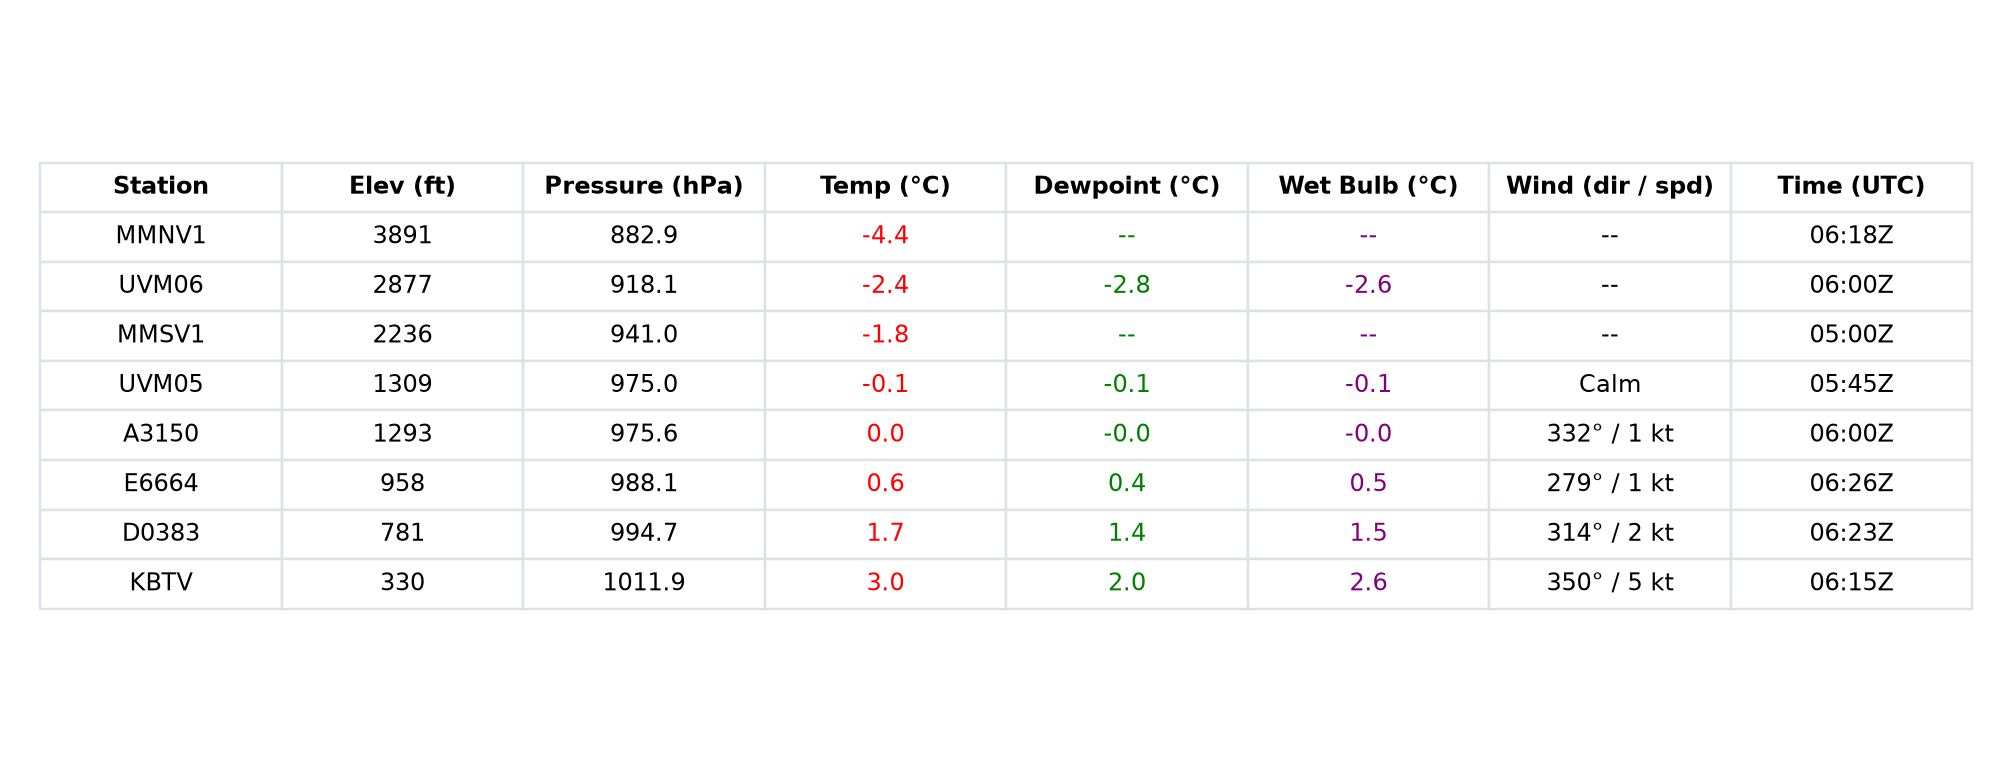 Station Elev (ft) Pressure (hPa) Temp (°C) Dewpoint (°C) Wet Bulb (°C) Wind (dir / spd) Time (UTC)
MMNV1 3891 882.9 -4.4 -- -- -- 06:18Z
UVM06 2877 918.1 -2.4 -2.8 -2.6 -- 06:00Z
MMSV1 2236 941.0 -1.8 -- -- -- 05:00Z
UVM05 1309 975.0 -0.1 -0.1 -0.1 Calm 05:45Z
A3150 1293 975.6 0.0 -0.0 -0.0 332° / 1 kt 06:00Z
E6664 958 988.1 0.6 0.4 0.5 279° / 1 kt 06:26Z
D0383 781 994.7 1.7 1.4 1.5 314° / 2 kt 06:23Z
KBTV 330 1011.9 3.0 2.0 2.6 350° / 5 kt 06:15Z